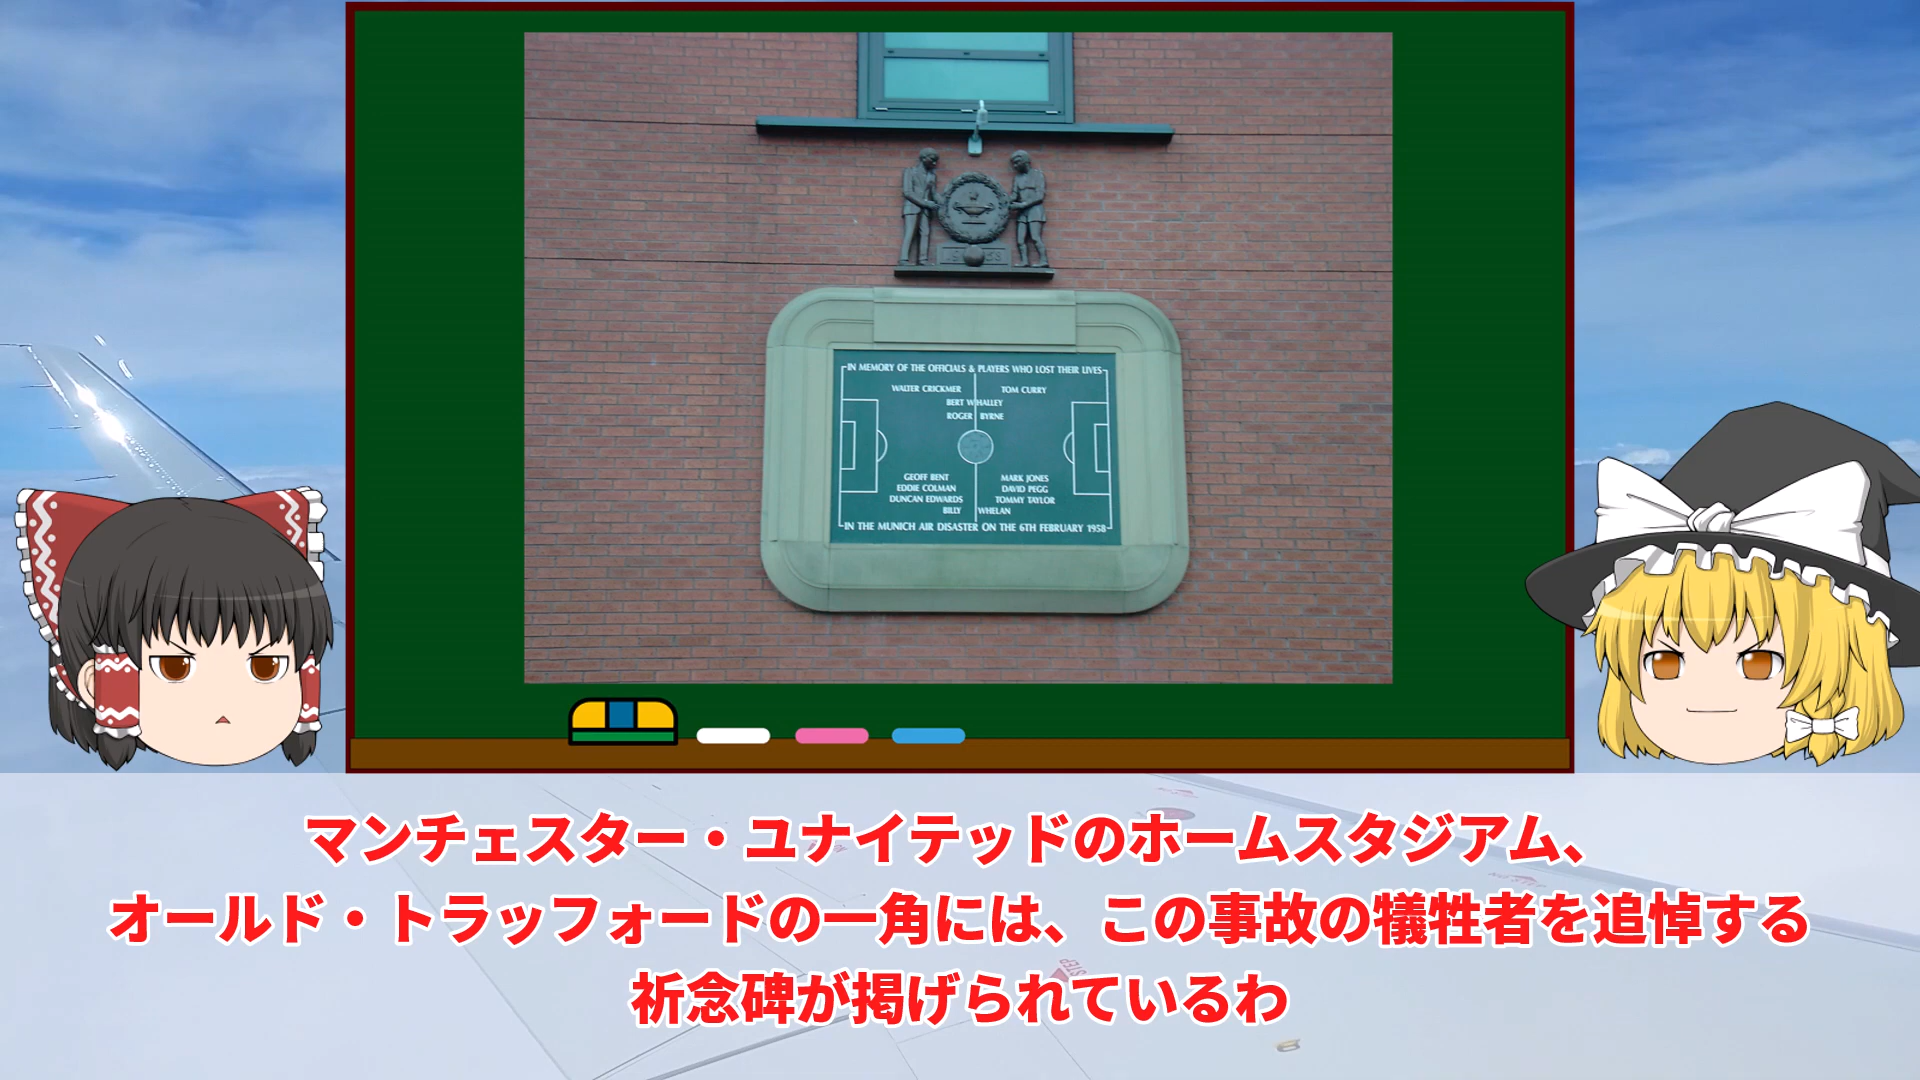 1958
IN MEMORY OF THE OFFICIALS & PLAYERS WHO LOST THEIR LIVES
WALTER CRICKMER TOM CURRY
BERT WHALLEY
ROGER BYRNE
GEOFF BENT MARK JONES
EDDIE COLMAN DAVID PEGG
DUNCAN EDWARDS TOMMY TAYLOR
BILLY WHELAN
IN THE MUNICH AIR DISASTER ON THE 6TH FEBRUARY 1958
マンチェスター・ユナイテッドのホームスタジアム、
オールド・トラッフォードの一角には、この事故の犠牲者を追悼する
祈念碑が掲げられているわ